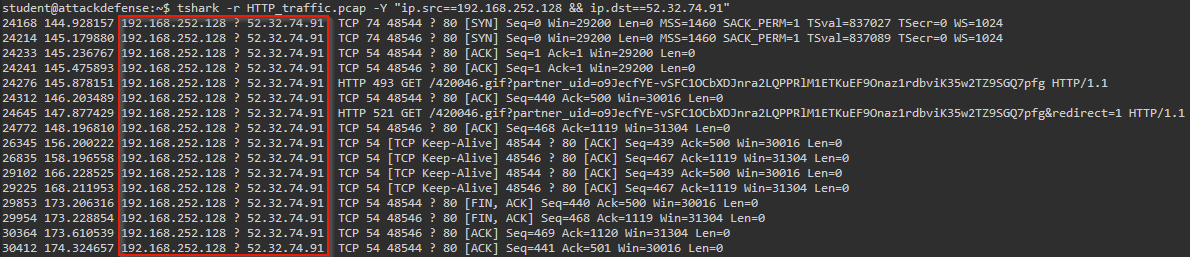 student@attackdefense:~$ tshark -r HTTP_traffic.pcap -Y "ip.src==192.168.252.128 && ip.dst==52.32.74.91"
24168 144.928157 192.168.252.128 ? 52.32.74.91 TCP 74 48544 ? 80 [SYN] Seq=0 Win=29200 Len=0 MSS=1460 SACK_PERM=1 TSval=837027 TSecr=0 WS=1024
24214 145.179880 192.168.252.128 ? 52.32.74.91 TCP 74 48546 ? 80 [SYN] Seq=0 Win=29200 Len=0 MSS=1460 SACK_PERM=1 TSval=837089 TSecr=0 WS=1024
24233 145.236767 192.168.252.128 ? 52.32.74.91 TCP 54 48544 ? 80 [ACK] Seq=1 Ack=1 Win=29200 Len=0
24241 145.475893 192.168.252.128 ? 52.32.74.91 TCP 54 48546 ? 80 [ACK] Seq=1 Ack=1 Win=29200 Len=0
24276 145.878151 192.168.252.128 ? 52.32.74.91 HTTP 493 GET /420046.gif?partner_uid=o9JecfYE-vSFC1OCbXDJnra2LQPPRlM1ETKuEF9Onaz1rdbviK35w2TZ9SGQ7pfg HTTP/1.1
24312 146.203489 192.168.252.128 ? 52.32.74.91 TCP 54 48544 ? 80 [ACK] Seq=440 Ack=500 Win=30016 Len=0
24645 147.877429 192.168.252.128 ? 52.32.74.91 HTTP 521 GET /420046.gif?partner_uid=o9JecfYE-vSFC1OCbXDJnra2LQPPRlM1ETKuEF9Onaz1rdbviK35w2TZ9SGQ7pfg&redirect=1 HTTP/1.1
24772 148.196810 192.168.252.128 ? 52.32.74.91 TCP 54 48546 ? 80 [ACK] Seq=468 Ack=1119 Win=31304 Len=0
26345 156.200222 192.168.252.128 ? 52.32.74.91 TCP 54 [TCP Keep-Alive] 48544 ? 80 [ACK] Seq=439 Ack=500 Win=30016 Len=0
26835 158.196558 192.168.252.128 ? 52.32.74.91 TCP 54 [TCP Keep-Alive] 48546 ? 80 [ACK] Seq=467 Ack=1119 Win=31304 Len=0
29102 166.228525 192.168.252.128 ? 52.32.74.91 TCP 54 [TCP Keep-Alive] 48544 ? 80 [ACK] Seq=439 Ack=500 Win=30016 Len=0
29225 168.211953 192.168.252.128 ? 52.32.74.91 TCP 54 [TCP Keep-Alive] 48546 ? 80 [ACK] Seq=467 Ack=1119 Win=31304 Len=0
29853 173.206316 192.168.252.128 ? 52.32.74.91 TCP 54 48544 ? 80 [FIN, ACK] Seq=440 Ack=500 Win=30016 Len=0
29954 173.228854 192.168.252.128 ? 52.32.74.91 TCP 54 48546 ? 80 [FIN, ACK] Seq=468 Ack=1119 Win=31304 Len=0
30364 173.610539 192.168.252.128 ? 52.32.74.91 TCP 54 48546 ? 80 [ACK] Seq=469 Ack=1120 Win=31304 Len=0
30412 174.324657 192.168.252.128 ? 52.32.74.91 TCP 54 48544 ? 80 [ACK] Seq=441 Ack=501 Win=30016 Len=0